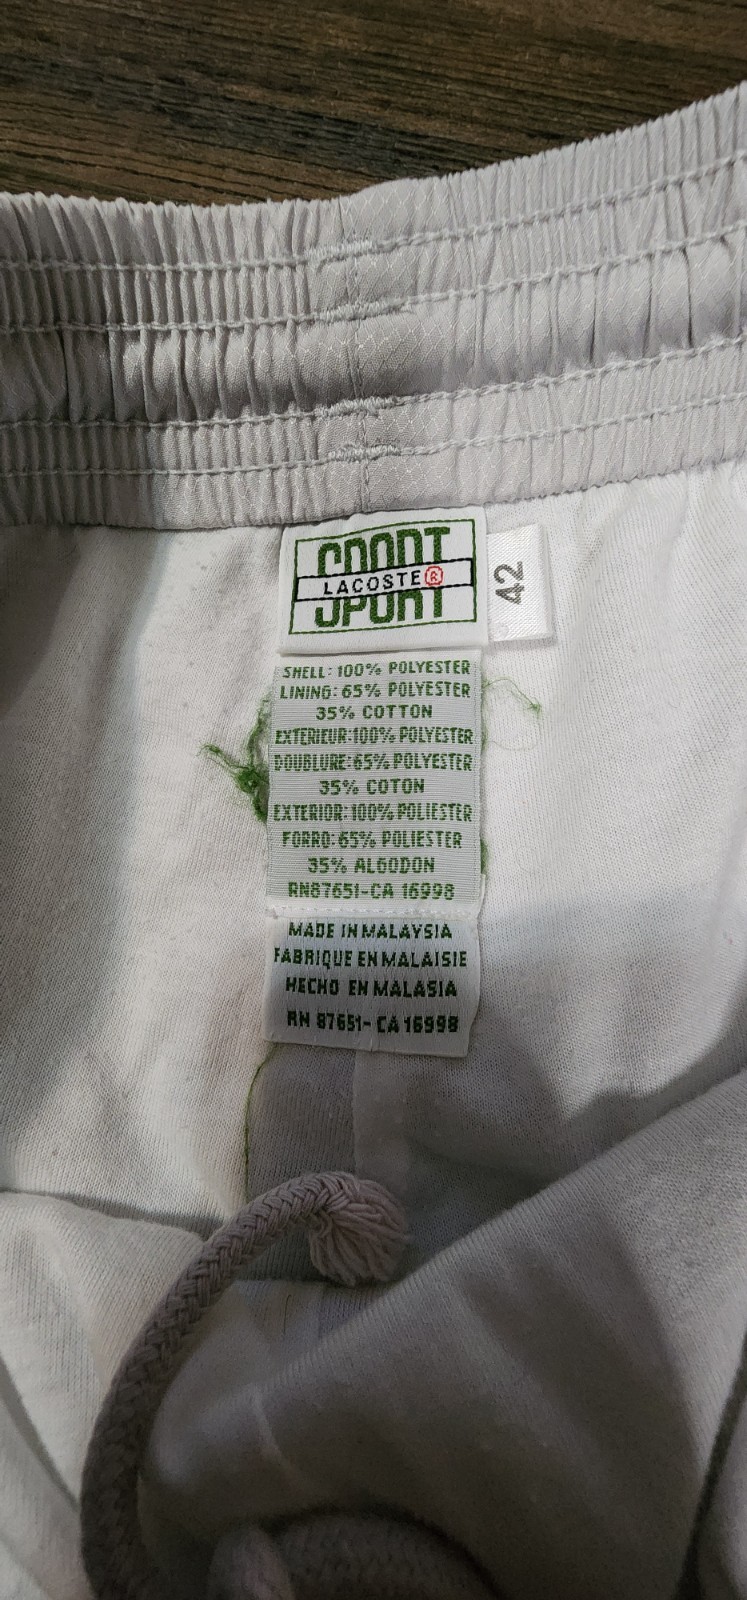 SPORT
LACOSTE®
42
SHELL: 100% POLYESTER
LINING: 65% POLYESTER
35% COTTON
EXTERIEUR:100% POLYESTER
DOUBLURE:65% POLYESTER
35% COTON
EXTERIOR:100% POLIESTER
FORRO:65% POLIESTER
35% ALGODON
RN87651-CA 16998
MADE IN MALAYSIA
FABRIQUE EN MALAISIE
HECHO EN MALASIA
RN 87651- CA 16998